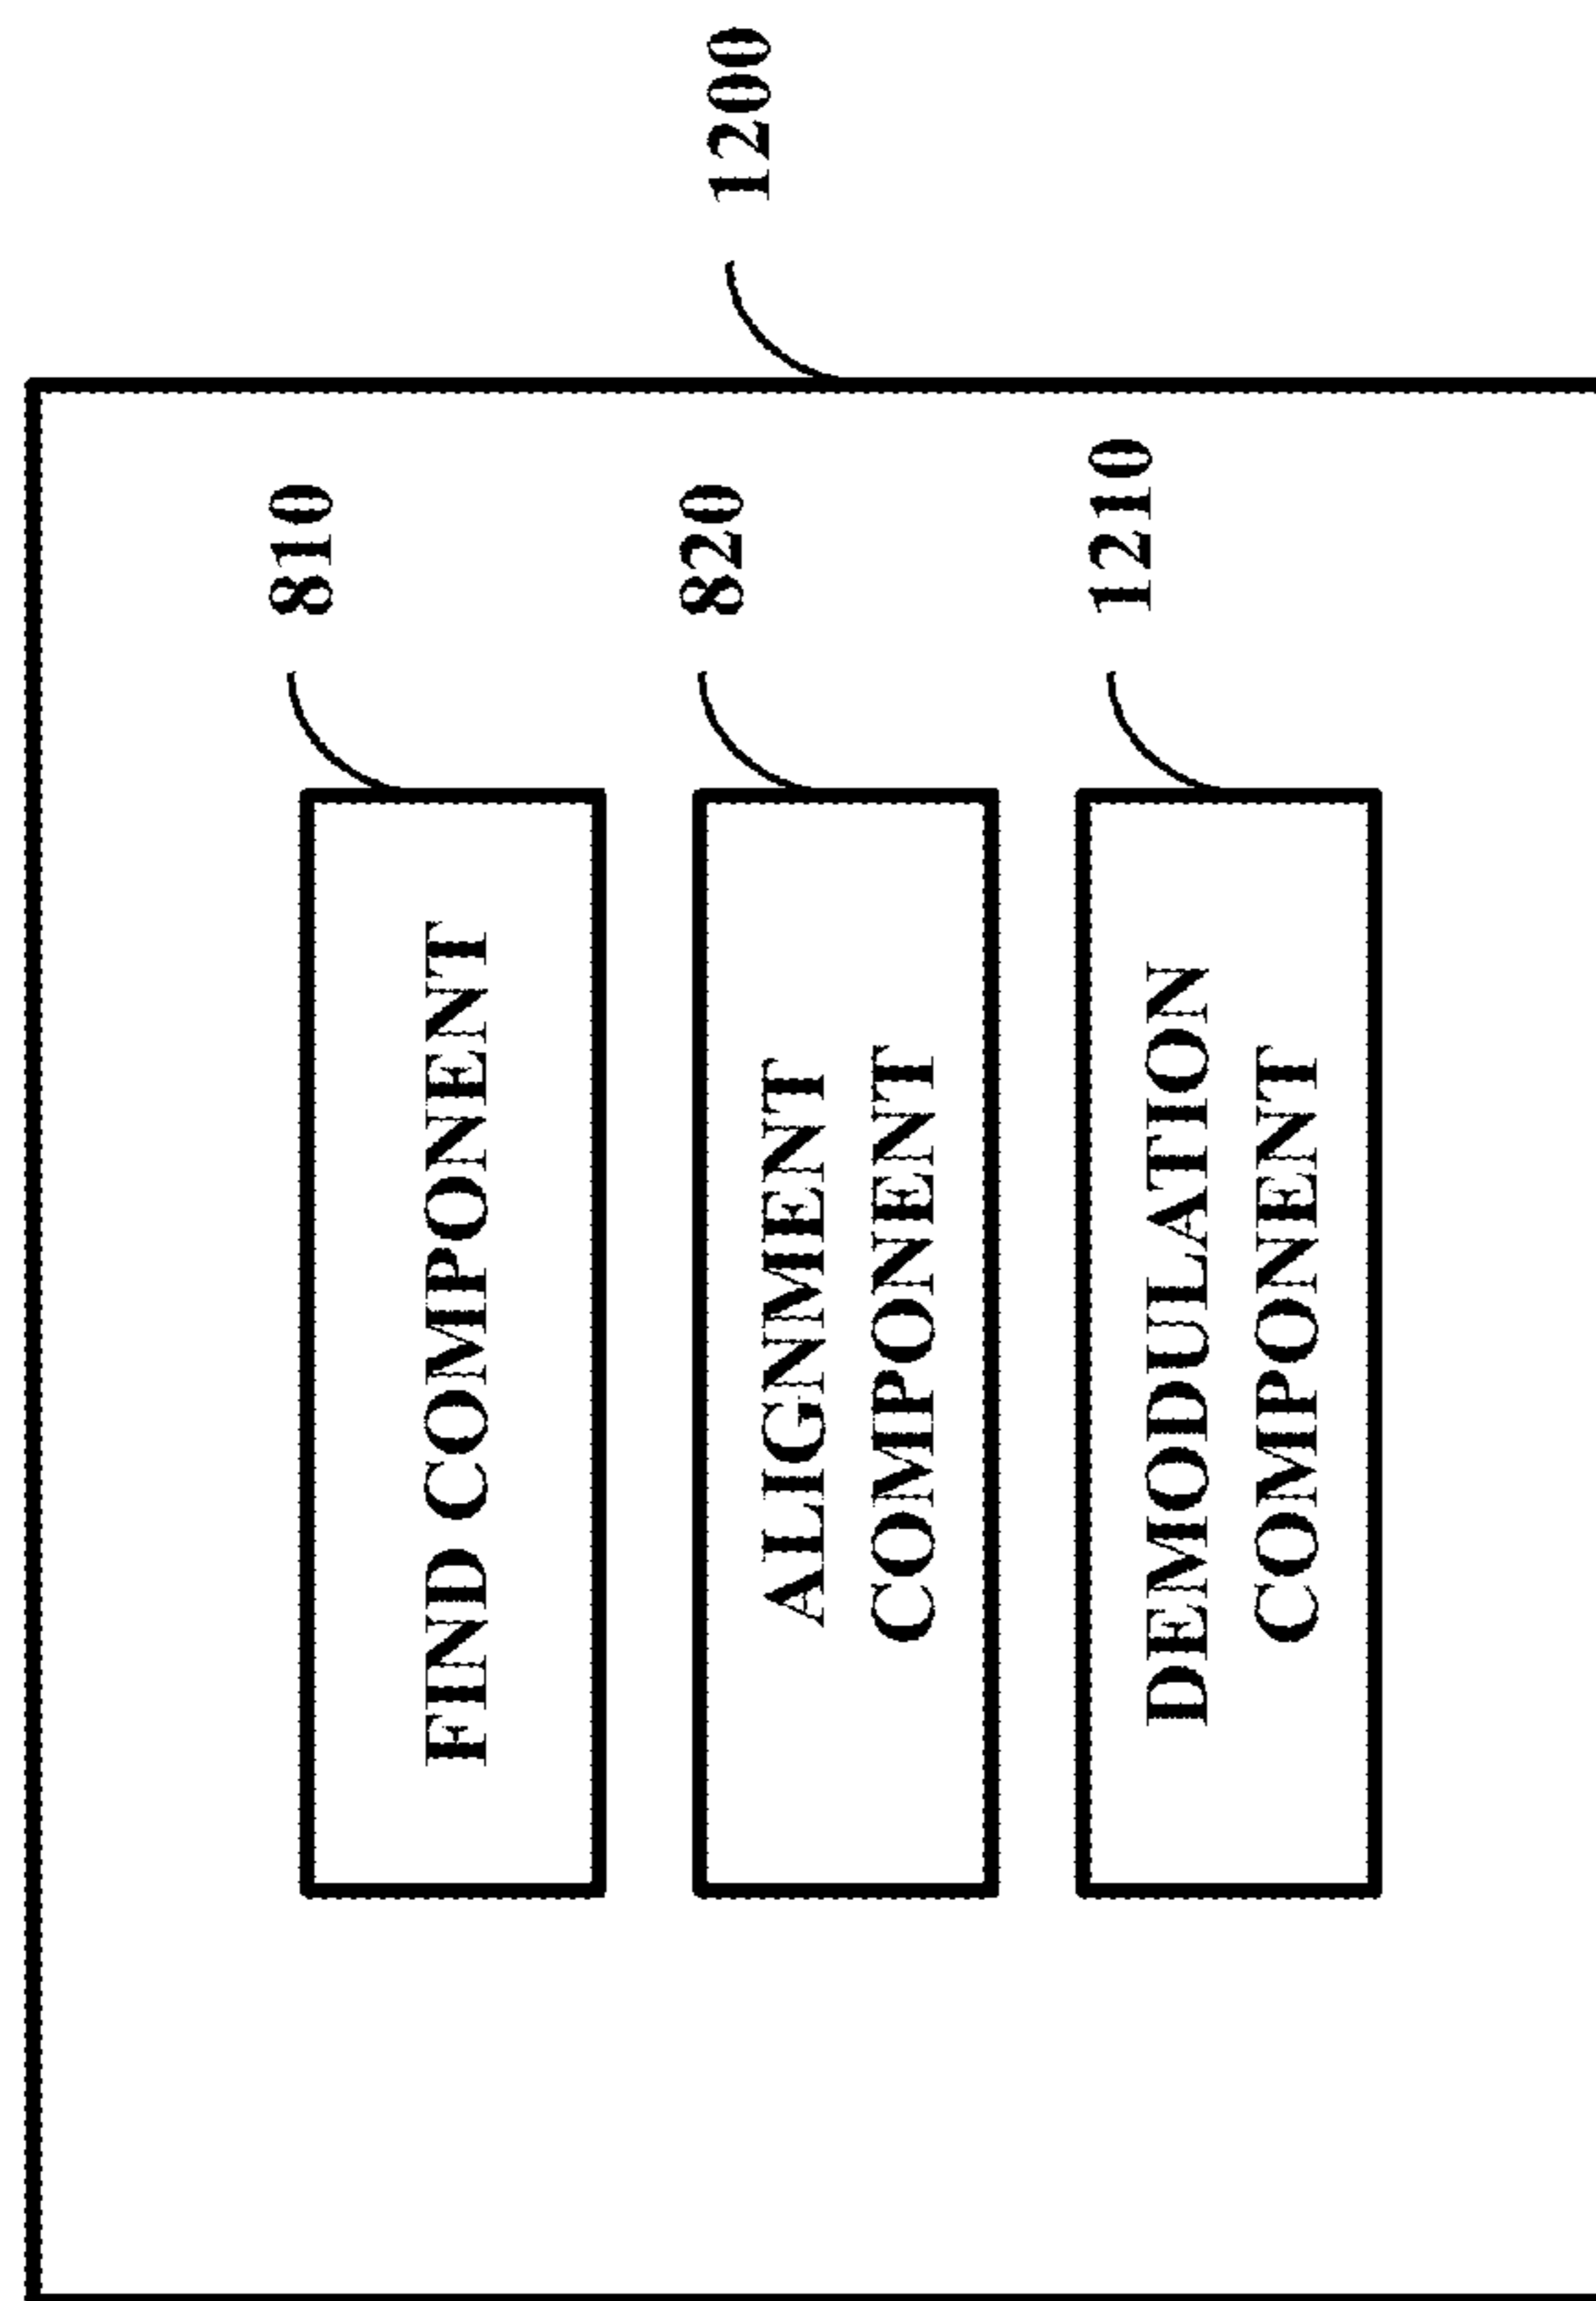 1200
810
FIND COMPONENT
820
ALIGNMENT
COMPONENT
1210
DEMODULATION
COMPONENT